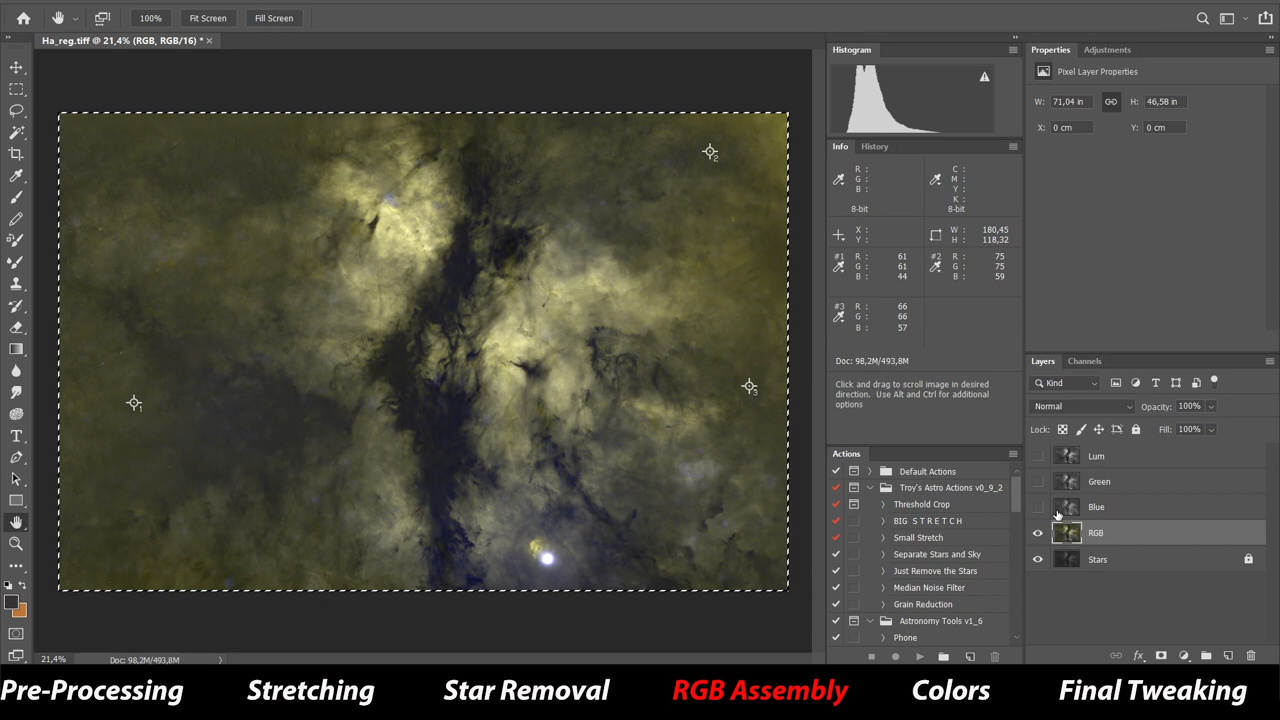 100%
Fit Screen
Fill Screen
Ha_reg.tiff @ 21,4% (RGB, RGB/16) * ×
Histogram
Info
History
R :
G :
B :
8-bit
C :
M :
Y :
K :
8-bit
X :
Y :
W : 180,45
H : 118,32
#1 R : 61
G : 61
B : 44
#2 R : 75
G : 75
B : 59
#3 R : 66
G : 66
B : 57
Doc: 98,2M/493,8M
Click and drag to scroll image in desired
direction. Use Alt and Ctrl for additional
options
Actions
Default Actions
Troy's Astro Actions v0_9_2
Threshold Crop
BIG S T R E T C H
Small Stretch
Separate Stars and Sky
Just Remove the Stars
Median Noise Filter
Grain Reduction
Astronomy Tools v1_6
Phone
Properties
Adjustments
Pixel Layer Properties
W: 71,04 in
H: 46,58 in
X: 0 cm
Y: 0 cm
Layers
Channels
Kind
Normal
Opacity: 100%
Lock:
Fill: 100%
Lum
Green
Blue
RGB
Stars
1
2
3
21,4%
Doc: 98,2M/493,8M
Pre-Processing
Stretching
Star Removal
RGB Assembly
Colors
Final Tweaking